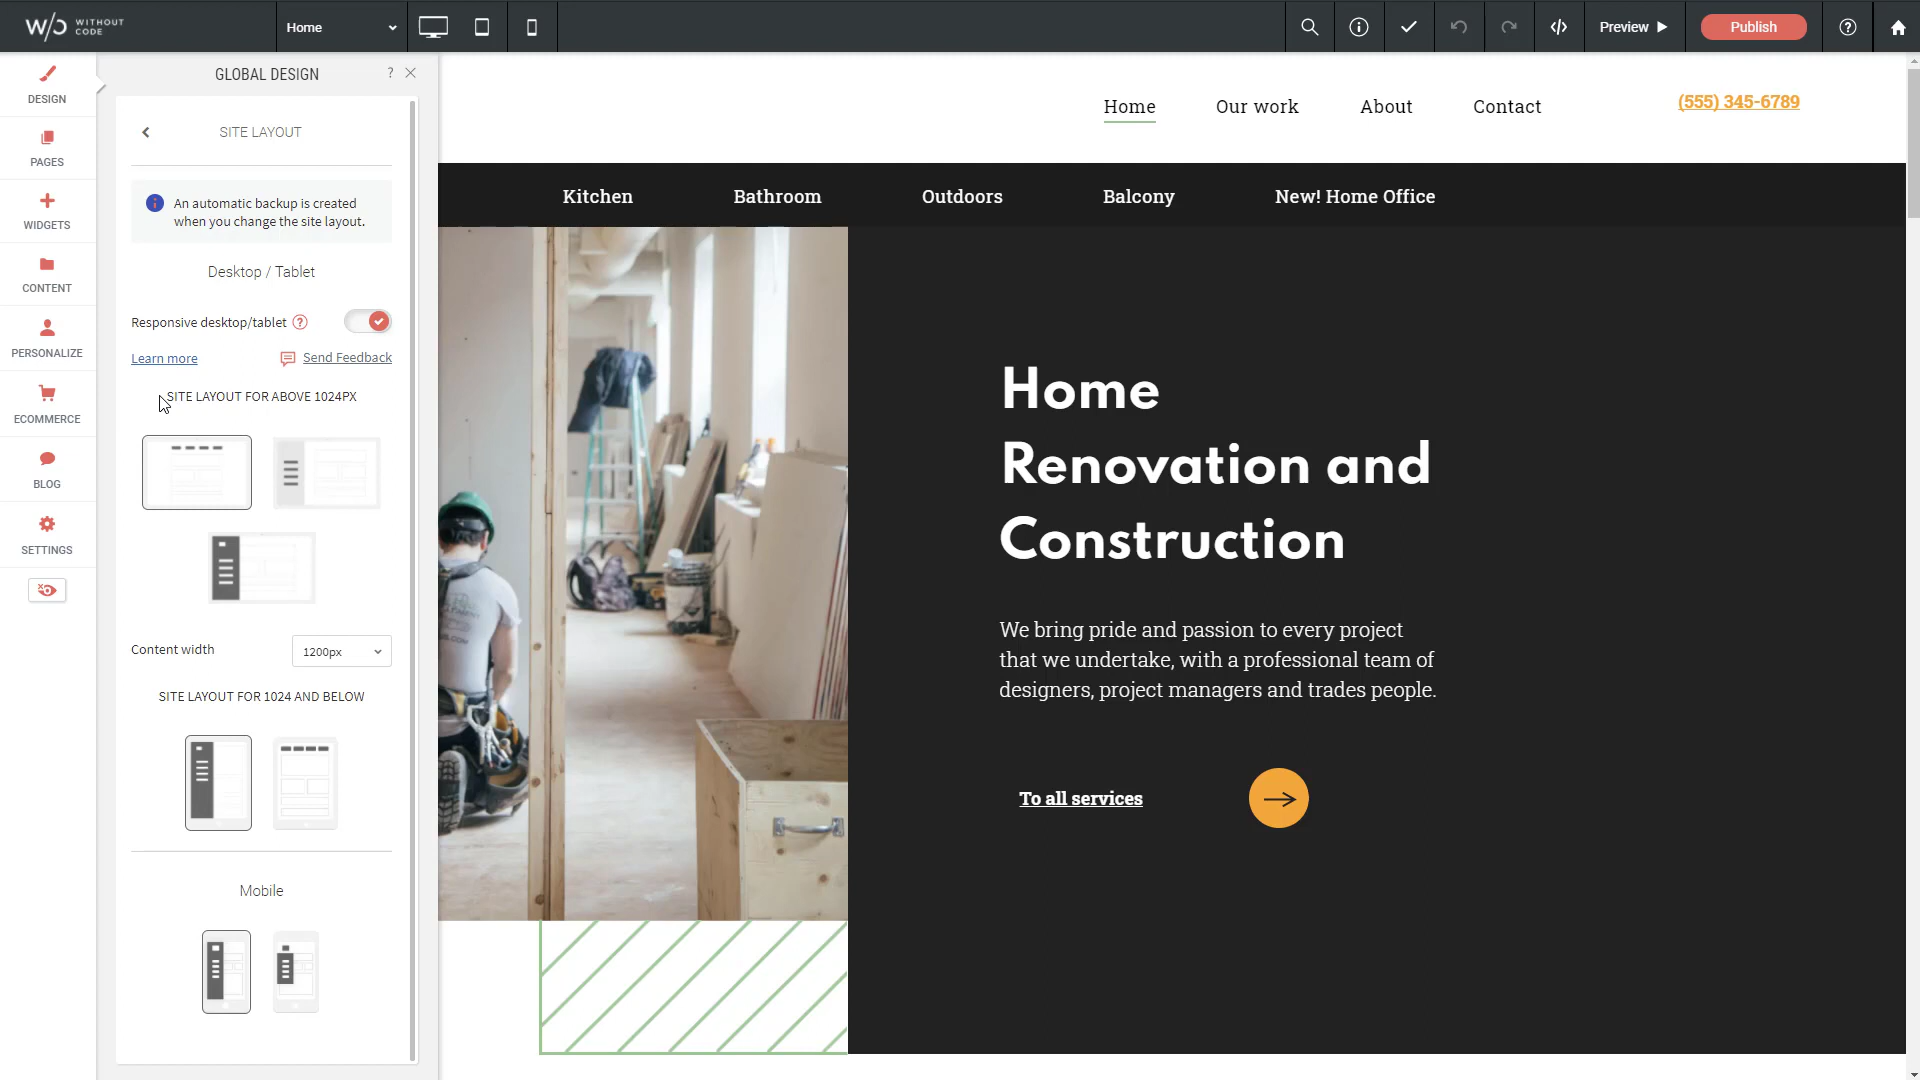 W/O WITHOUT CODE
Home
Preview
Publish
DESIGN
PAGES
WIDGETS
CONTENT
PERSONALIZE
ECOMMERCE
BLOG
SETTINGS
GLOBAL DESIGN
?
SITE LAYOUT
An automatic backup is created
when you change the site layout.
Desktop / Tablet
Responsive desktop/tablet ?
Learn more
Send Feedback
SITE LAYOUT FOR ABOVE 1024PX
Content width
1200px
SITE LAYOUT FOR 1024 AND BELOW
Mobile
Home
Our work
About
Contact
(555) 345-6789
Kitchen
Bathroom
Outdoors
Balcony
New! Home Office
Home
Renovation and
Construction
We bring pride and passion to every project
that we undertake, with a professional team of
designers, project managers and trades people.
To all services